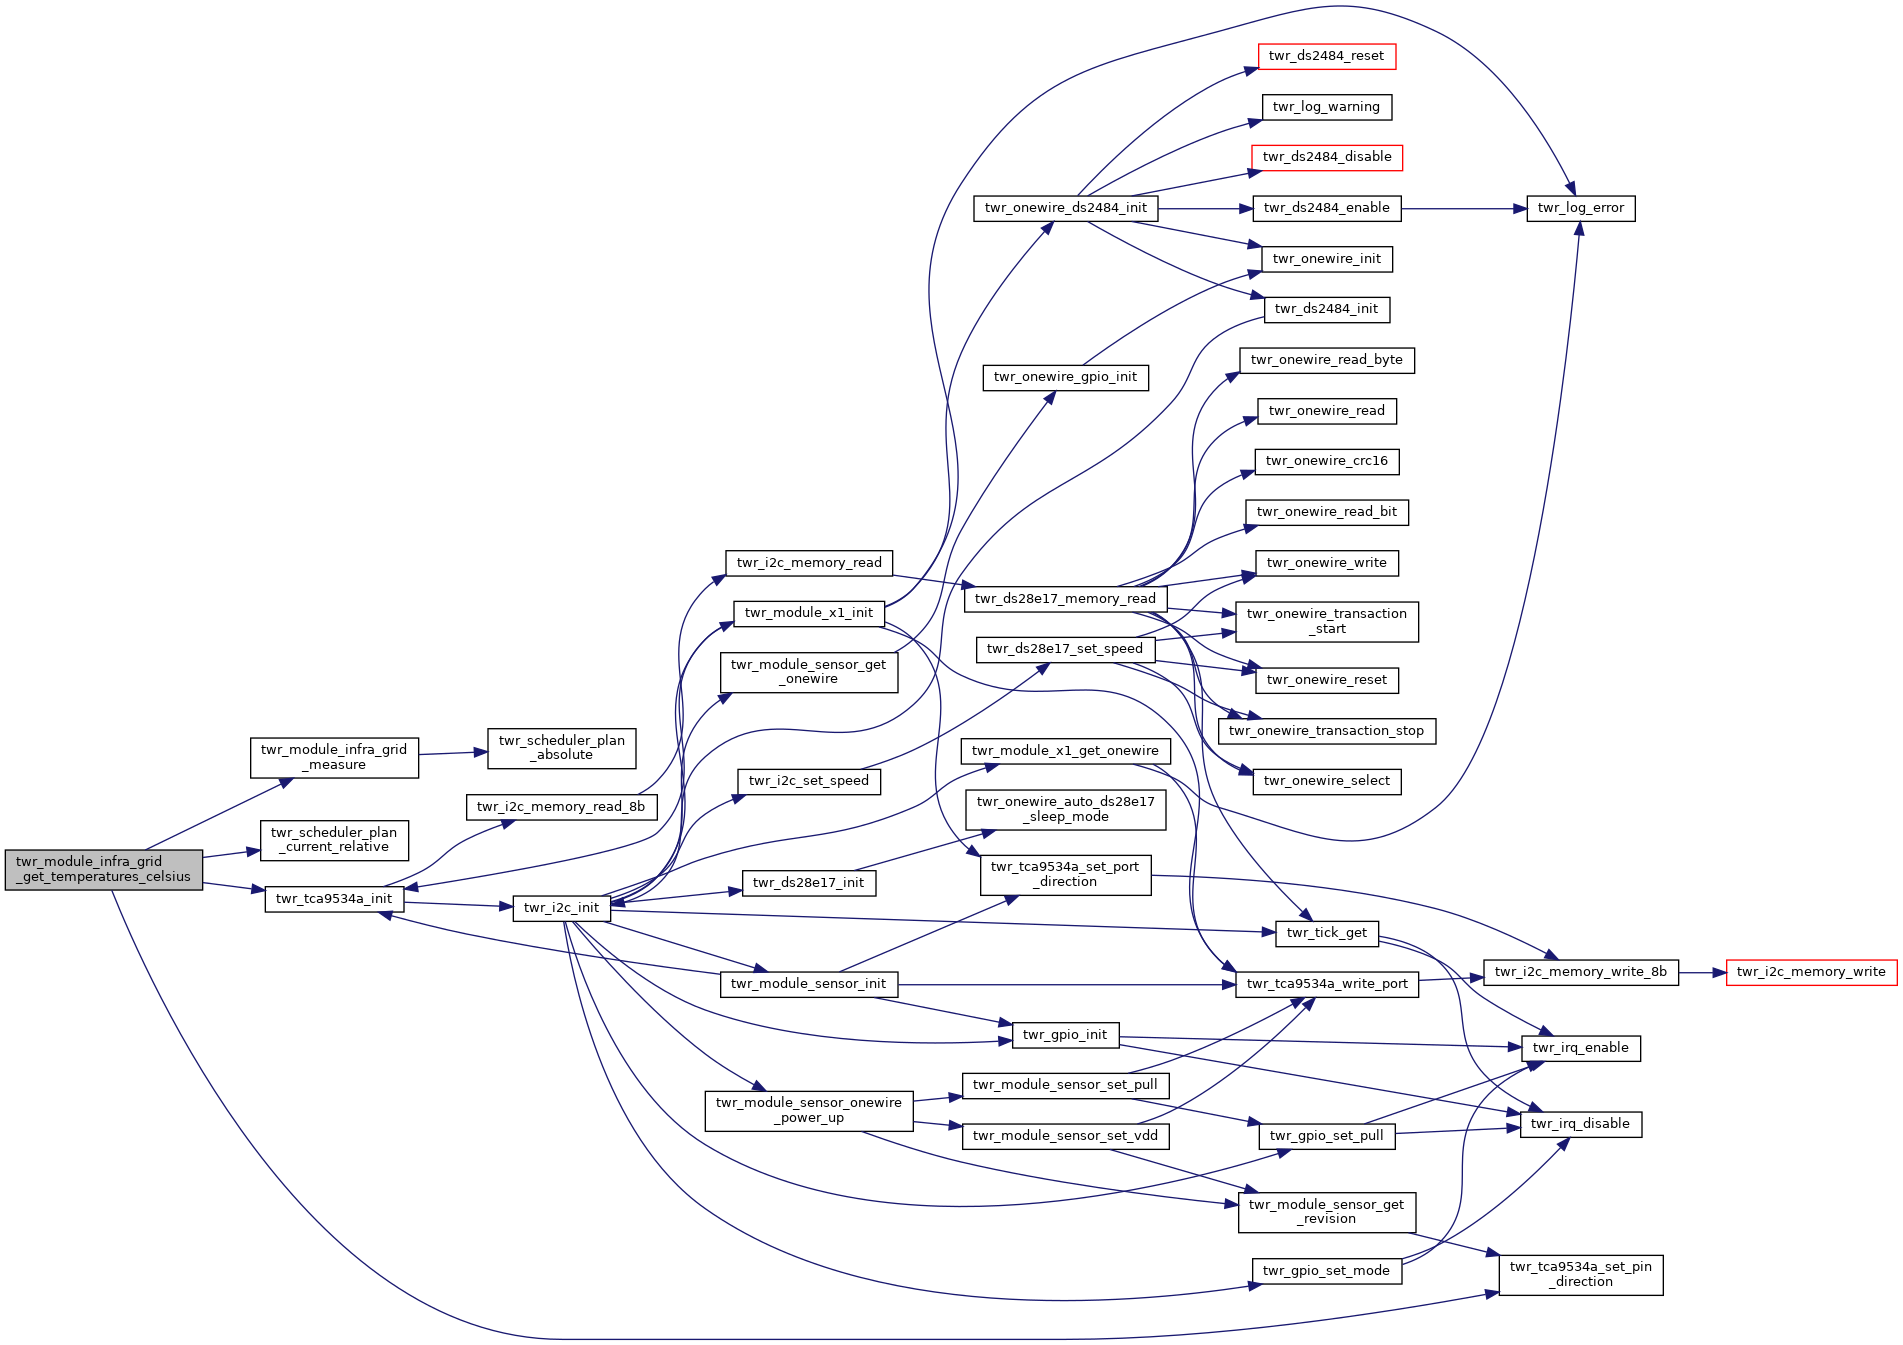 twr_module_infra_grid
_get_temperatures_celsius
twr_module_infra_grid
_measure
twr_scheduler_plan
_current_relative
twr_tca9534a_init
twr_scheduler_plan
_absolute
twr_i2c_memory_read_8b
twr_i2c_init
twr_i2c_memory_read
twr_module_x1_init
twr_module_sensor_get
_onewire
twr_i2c_set_speed
twr_ds28e17_init
twr_module_sensor_init
twr_module_sensor_onewire
_power_up
twr_onewire_ds2484_init
twr_onewire_gpio_init
twr_ds28e17_memory_read
twr_ds28e17_set_speed
twr_module_x1_get_onewire
twr_onewire_auto_ds28e17
_sleep_mode
twr_tca9534a_set_port
_direction
twr_gpio_init
twr_module_sensor_set_pull
twr_module_sensor_set_vdd
twr_ds2484_reset
twr_log_warning
twr_ds2484_disable
twr_ds2484_enable
twr_onewire_init
twr_ds2484_init
twr_onewire_read_byte
twr_onewire_read
twr_onewire_crc16
twr_onewire_read_bit
twr_onewire_write
twr_onewire_transaction
_start
twr_onewire_reset
twr_onewire_transaction_stop
twr_onewire_select
twr_tick_get
twr_tca9534a_write_port
twr_gpio_set_pull
twr_module_sensor_get
_revision
twr_gpio_set_mode
twr_log_error
twr_i2c_memory_write_8b
twr_irq_enable
twr_irq_disable
twr_tca9534a_set_pin
_direction
twr_i2c_memory_write